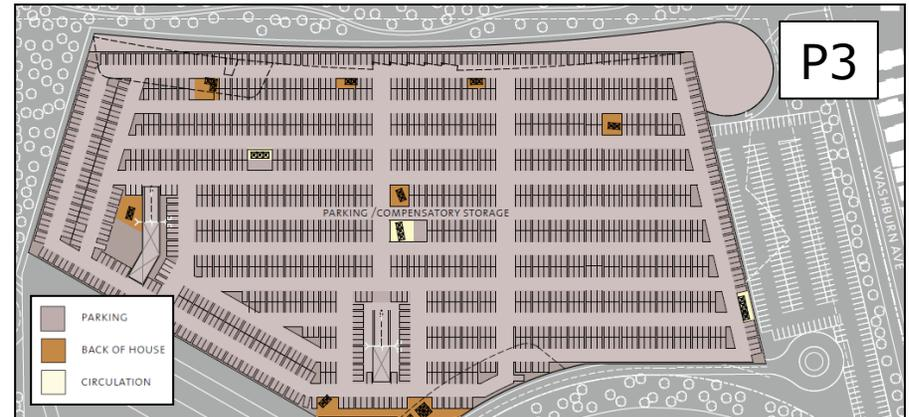 P3
WASHBURN AVE
PARKING / COMPENSATORY STORAGE
PARKING
BACK OF HOUSE
CIRCULATION